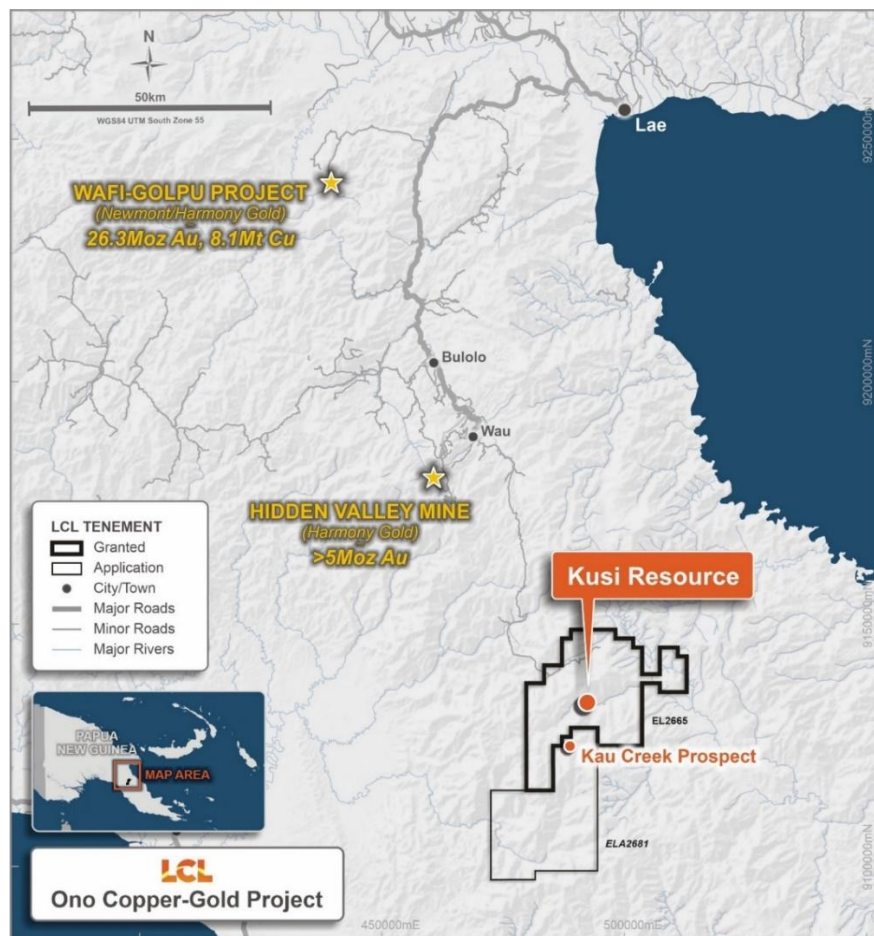 N
50km
WGS84 UTM South Zone 55
Lae
9250000mN
WAFI-GOLPU PROJECT
(Newmont/Harmony Gold)
26.3Moz Au, 8.1Mt Cu
Bulolo
9200000mN
Wau
HIDDEN VALLEY MINE
(Harmony Gold)
>5Moz Au
LCL TENEMENT
Granted
Application
City/Town
Major Roads
Minor Roads
Major Rivers
Kusi Resource
9150000mN
EL2665
Kau Creek Prospect
PAPUA
NEW GUINEA
MAP AREA
ELA2681
9100000mN
LCL
Ono Copper-Gold Project
450000mE
500000mE